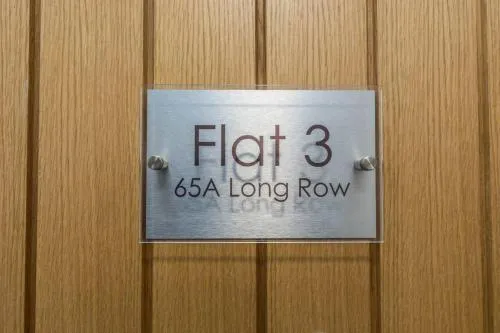 Flat 3
65A Long Row